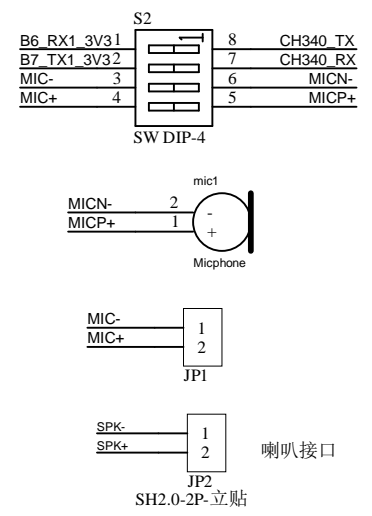 S2
B6_RX1_3V3 1 8 CH340_TX
B7_TX1_3V3 2 7 CH340_RX
MIC- 3 6 MICN-
MIC+ 4 5 MICP+
SW DIP-4
mic1
MICN- 2 -
MICP+ 1 +
Micphone
MIC- 1
MIC+ 2
JP1
SPK- 1
SPK+ 2 喇叭接口
JP2
SH2.0-2P-立贴